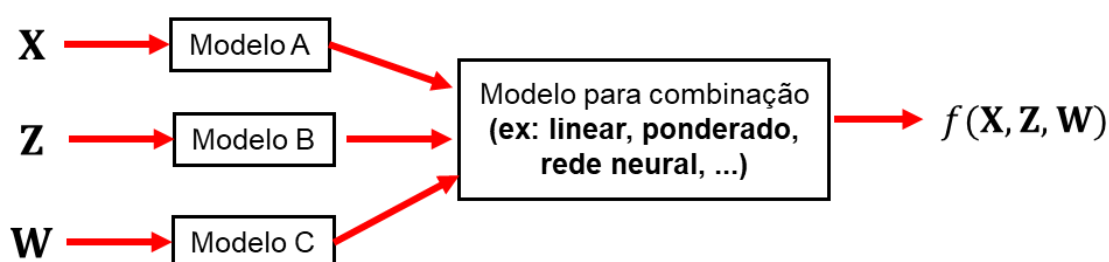 X
Modelo A
Z
Modelo B
W
Modelo C
Modelo para combinação
(ex: linear, ponderado,
rede neural, ...)
f(X, Z, W)